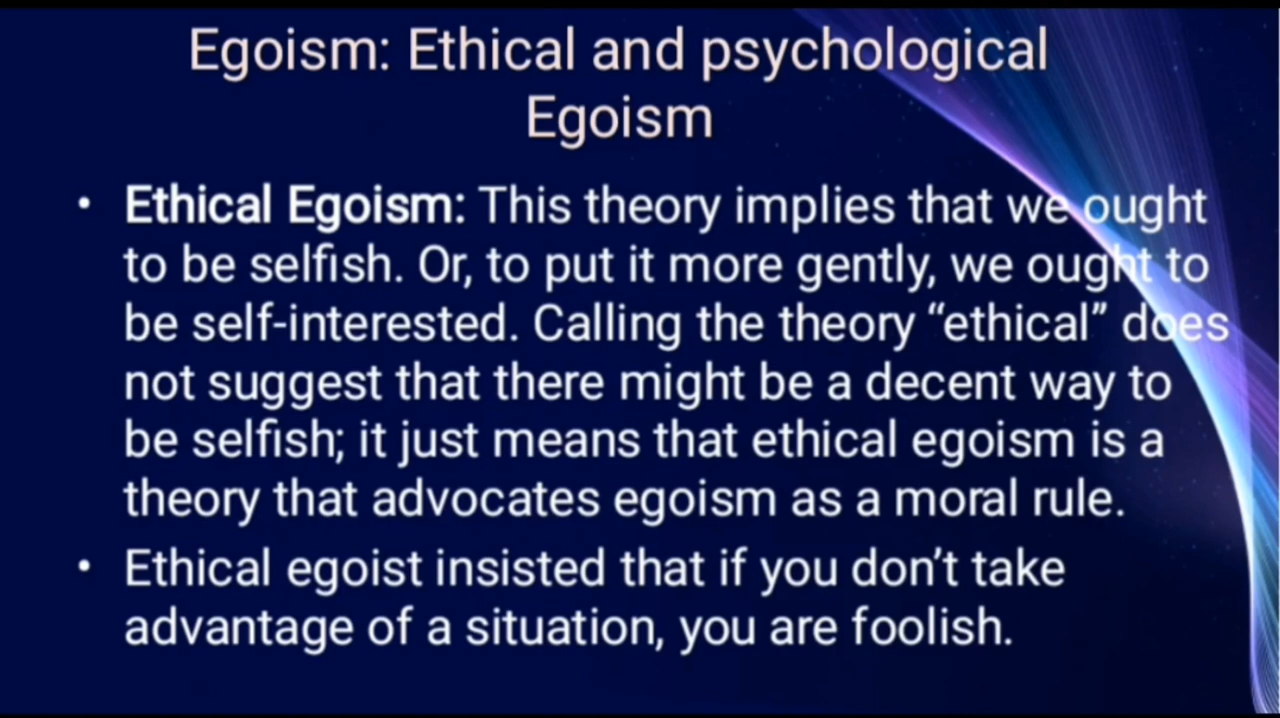 Egoism: Ethical and psychological
Egoism
• Ethical Egoism: This theory implies that we ought
to be selfish. Or, to put it more gently, we ought to
be self-interested. Calling the theory “ethical” does
not suggest that there might be a decent way to
be selfish; it just means that ethical egoism is a
theory that advocates egoism as a moral rule.
• Ethical egoist insisted that if you don’t take
advantage of a situation, you are foolish.